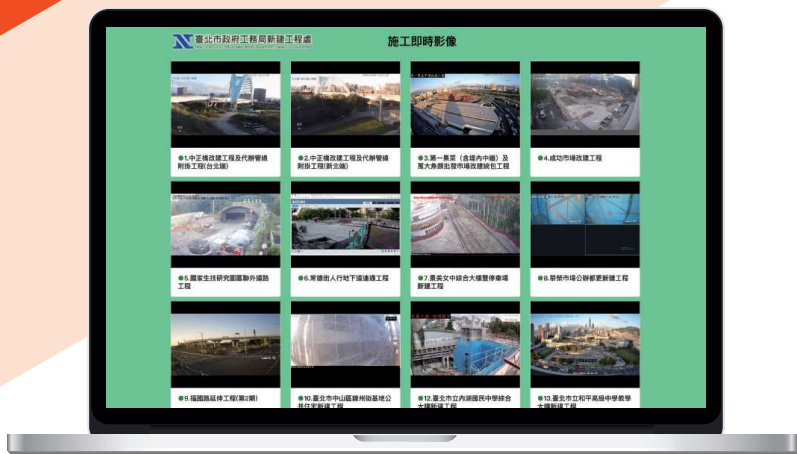 臺北市政府工務局新建工程處
施工即時影像
●1.中正橋改建工程及代辦管線
附掛工程(台北端)
●2.中正橋改建工程及代辦管線
附掛工程(新北端)
●3.第一果菜（含堤內中繼）及
萬大魚類批發市場改建統包工程
●4.成功市場改建工程
●5.國家生技研究園區聯外道路
工程
●6.常德街人行地下道連通工程
●7.景美女中綜合大樓暨停車場
新建工程
●8.華榮市場公辦都更新建工程
●9.福國路延伸工程(第2期)
●10.臺北市中山區錦州街基地公
共住宅新建工程
●12.臺北市立內湖國民中學綜合
大樓新建工程
●13.臺北市立和平高級中學教學
大樓新建工程